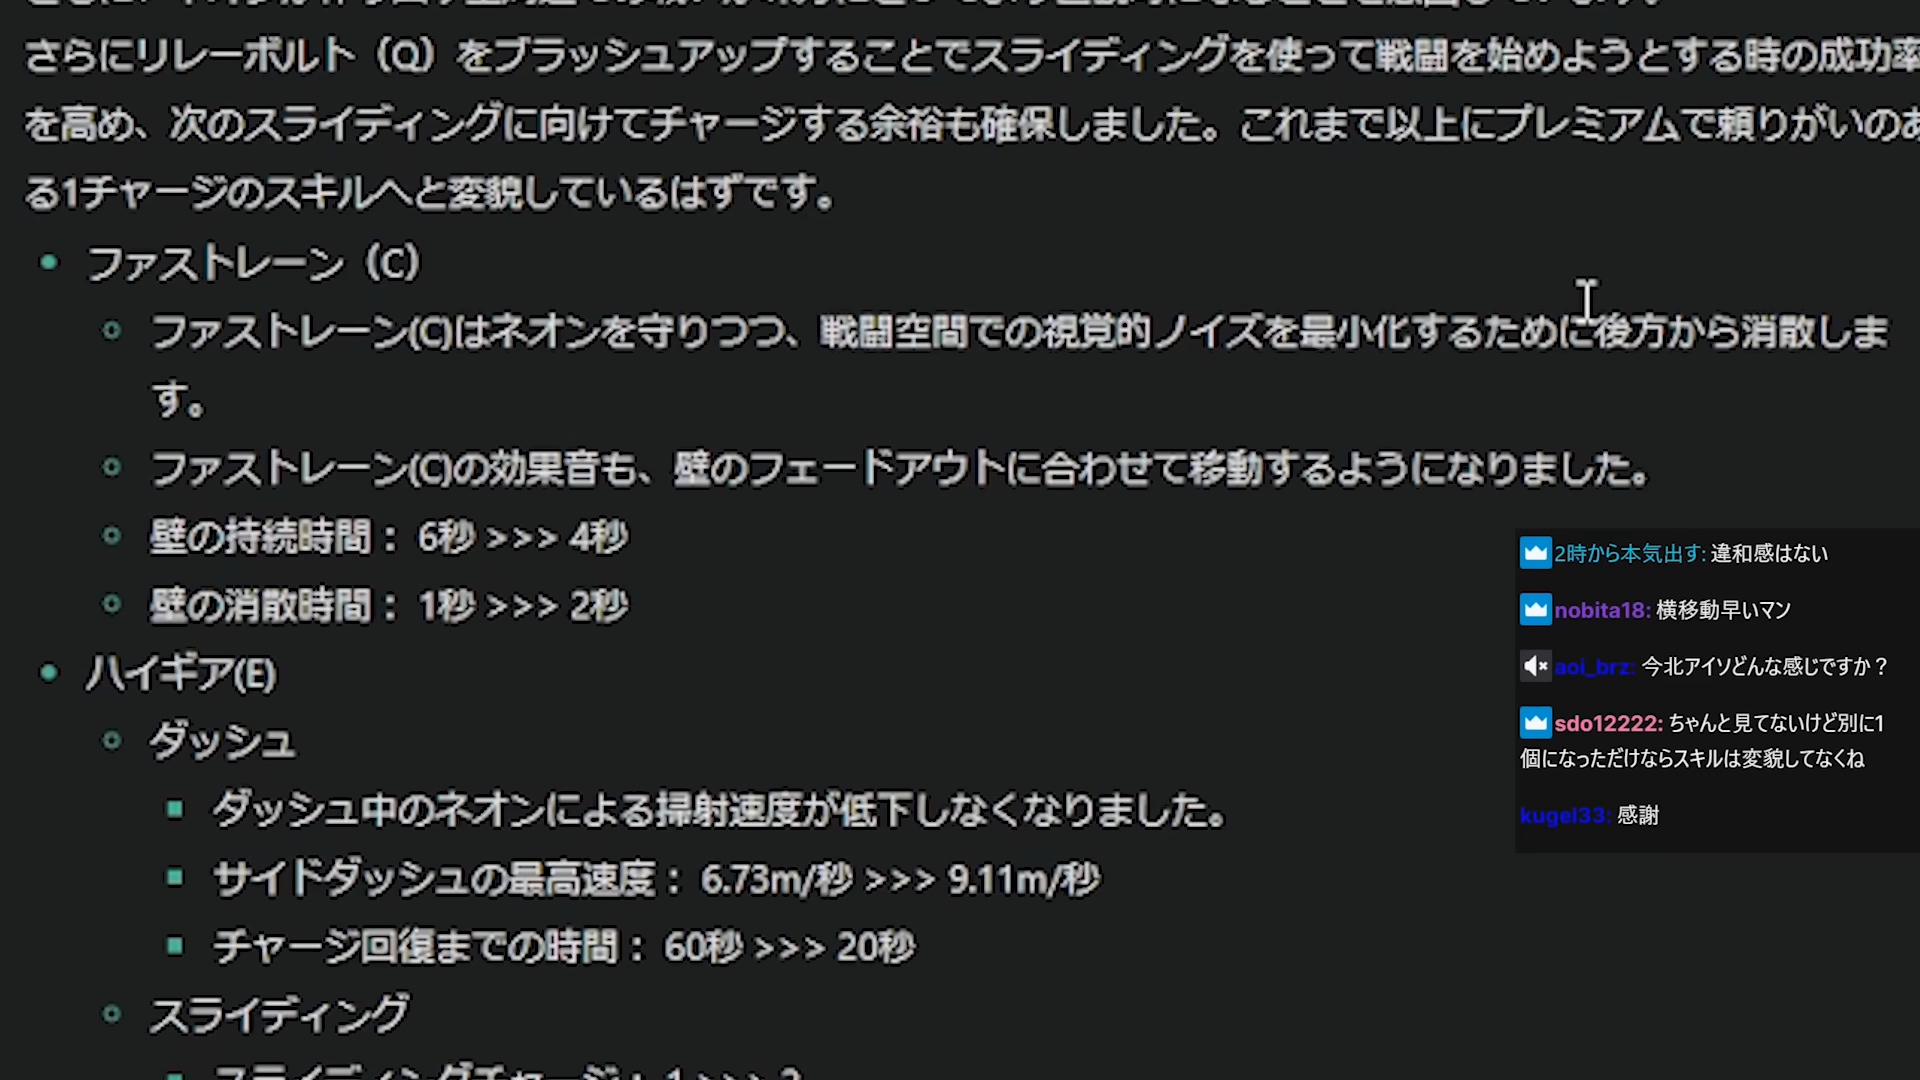 さらにリレーボルト（Q）をブラッシュアップすることでスライディングを使って戦闘を始めようとする時の成功率
を高め、次のスライディングに向けてチャージする余裕も確保しました。これまで以上にプレミアムで頼りがいのあ
る1チャージのスキルへと変貌しているはずです。
ファストレーン（C）
ファストレーン(C)はネオンを守りつつ、戦闘空間での視覚的ノイズを最小化するために後方から消散しま
す。
ファストレーン(C)の効果音も、壁のフェードアウトに合わせて移動するようになりました。
壁の持続時間： 6秒 >>> 4秒
壁の消散時間： 1秒 >>> 2秒
ハイギア(E)
ダッシュ
ダッシュ中のネオンによる掃射速度が低下しなくなりました。
サイドダッシュの最高速度： 6.73m/秒 >>> 9.11m/秒
チャージ回復までの時間： 60秒 >>> 20秒
スライディング
スライディングチャージ： 1 >>> 2
2時から本気出す: 違和感はない
nobita18: 横移動早いマン
aoi_brz: 今北アイソどんな感じですか？
sdo12222: ちゃんと見てないけど別に1
個になっただけならスキルは変貌してなくね
kugel33: 感謝